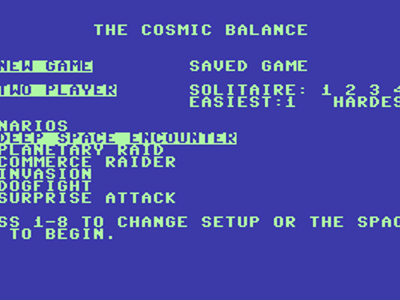 THE COSMIC BALANCE
NEW GAME SAVED GAME
TWO PLAYER SOLITAIRE: 1 2 3 4
EASIEST:1 HARDES
NARIOS
DEEP SPACE ENCOUNTER
PLANETARY RAID
COMMERCE RAIDER
INVASION
DOGFIGHT
SURPRISE ATTACK
SS 1-8 TO CHANGE SETUP OR THE SPAC
TO BEGIN.